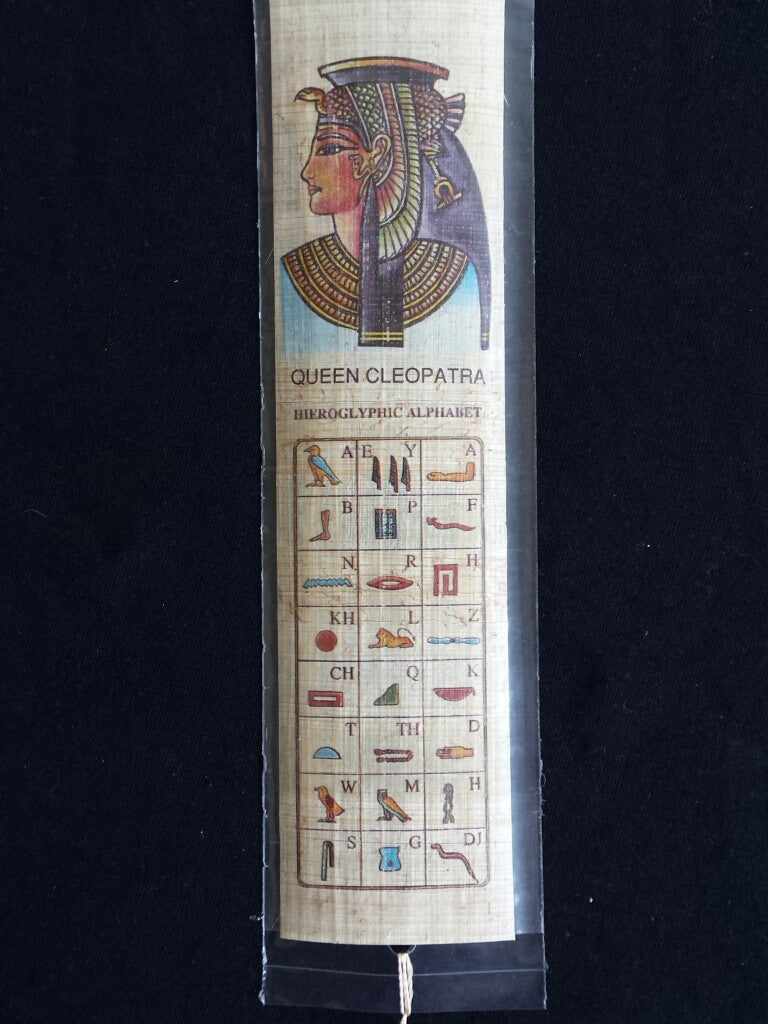 QUEEN CLEOPATRA
HIEROGLYPHIC ALPHABET
A E Y A
B P F
N R H
KH L Z
CH Q K
T TH D
W M H
S G DJ